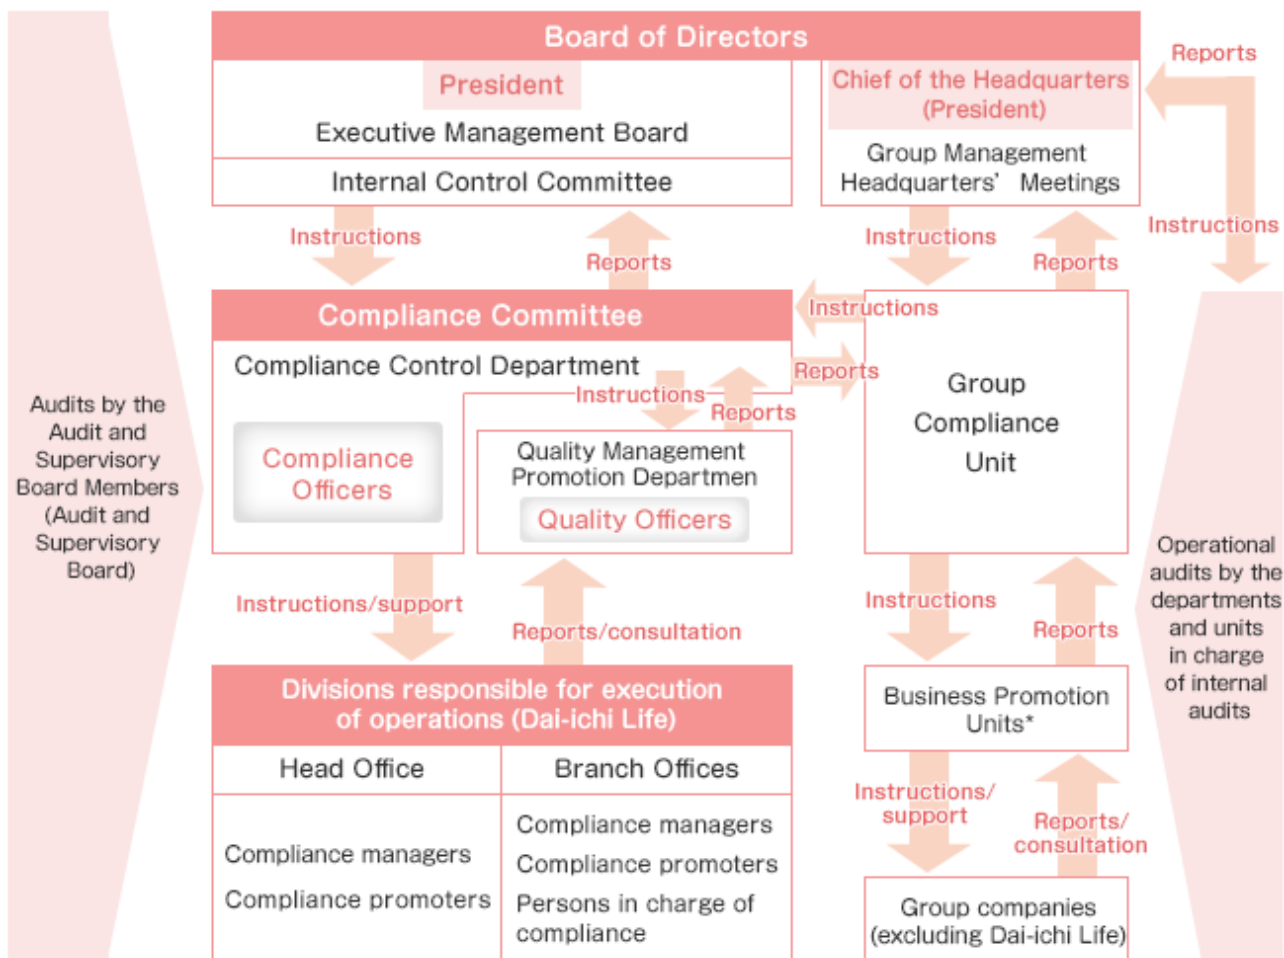 Board of Directors
President
Executive Management Board
Internal Control Committee
Chief of the Headquarters
(President)
Group Management
Headquarters' Meetings
Reports
Instructions
Instructions
Reports
Instructions
Reports
Compliance Committee
Compliance Control Department
Instructions
Reports
Instructions
Reports
Compliance
Officers
Quality Management
Promotion Departmen
Quality Officers
Group
Compliance
Unit
Audits by the
Audit and
Supervisory
Board Members
(Audit and
Supervisory
Board)
Operational
audits by the
departments
and units
in charge
of internal
audits
Instructions/support
Reports/consultation
Instructions
Reports
Divisions responsible for execution
of operations (Dai-ichi Life)
Head Office
Branch Offices
Compliance managers
Compliance promoters
Compliance managers
Compliance promoters
Persons in charge of
compliance
Business Promotion
Units*
Instructions/
support
Reports/
consultation
Group companies
(excluding Dai-ichi Life)